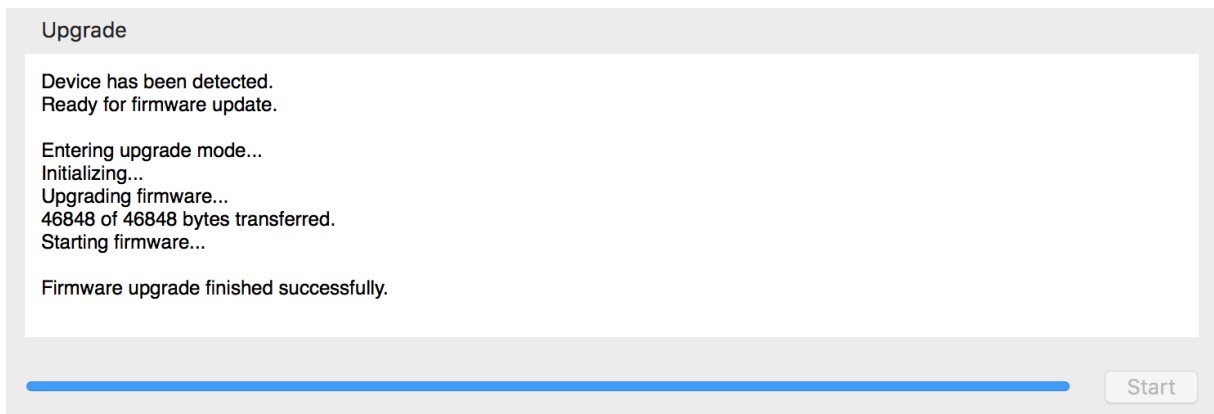 Upgrade
Device has been detected.
Ready for firmware update.
Entering upgrade mode...
Initializing...
Upgrading firmware...
46848 of 46848 bytes transferred.
Starting firmware...
Firmware upgrade finished successfully.
Start